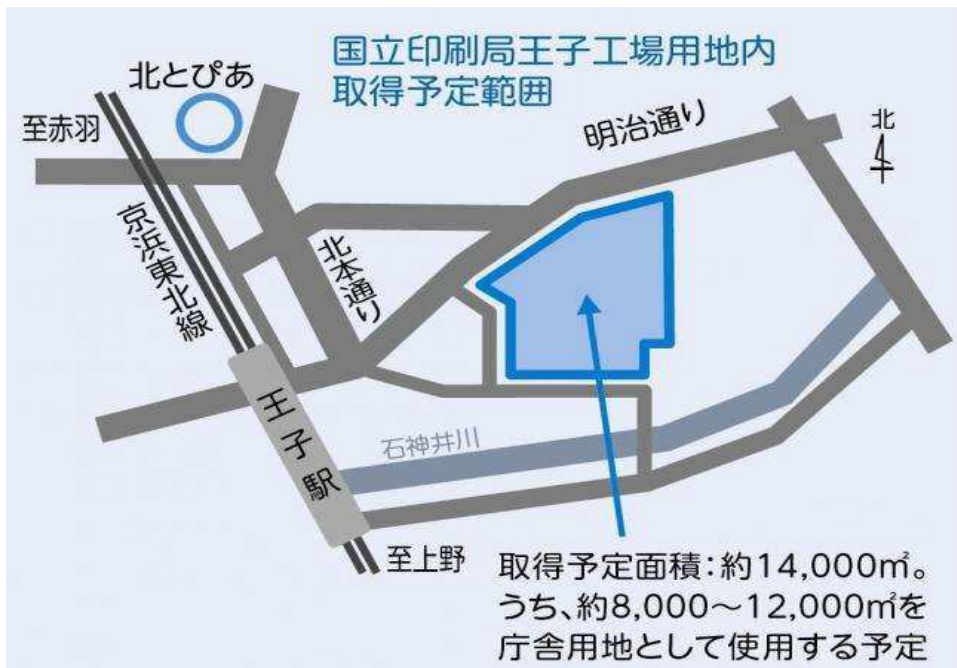 国立印刷局王子工場用地内
取得予定範囲
北とぴあ
至赤羽
明治通り
北
京浜東北線
北本通り
王子駅
石神井川
至上野
取得予定面積：約14,000㎡。
うち、約8,000～12,000㎡を
庁舎用地として使用する予定